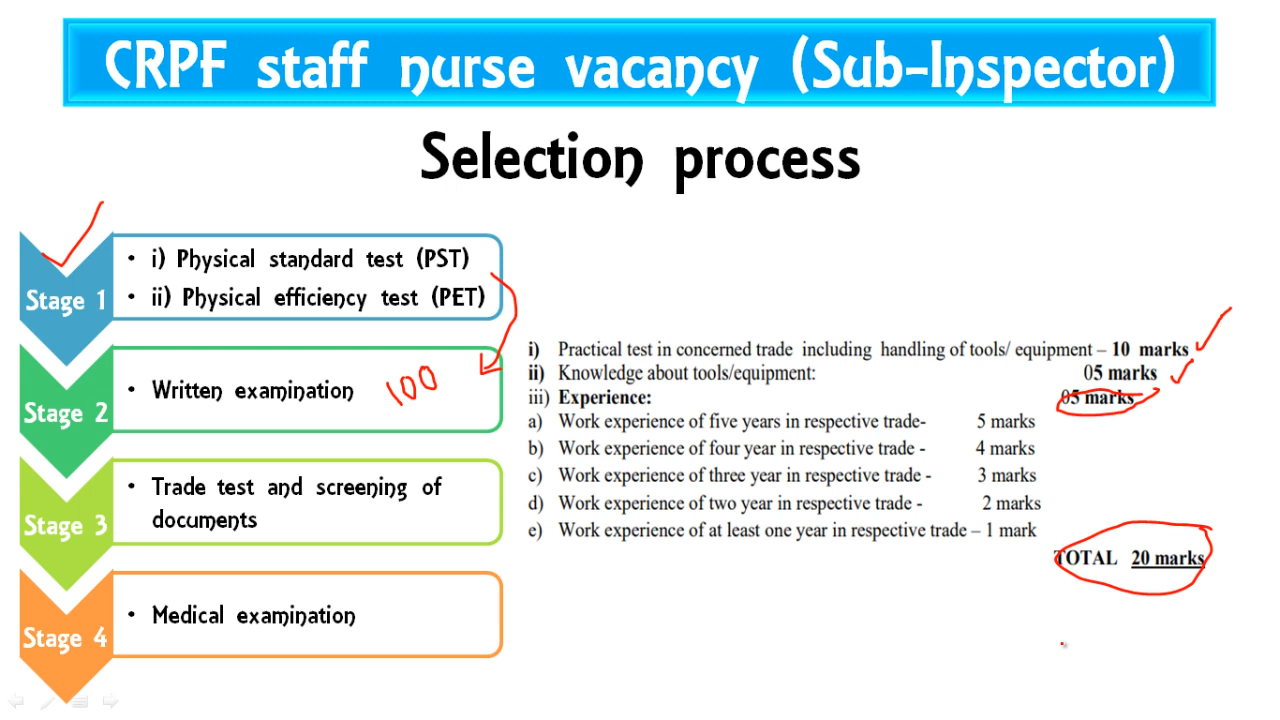 CRPF staff nurse vacancy (Sub-Inspector)
Selection process
Stage 1
• i) Physical standard test (PST)
• ii) Physical efficiency test (PET)
Stage 2
• Written examination 100
Stage 3
• Trade test and screening of
documents
Stage 4
• Medical examination
i) Practical test in concerned trade including handling of tools/ equipment – 10 marks
ii) Knowledge about tools/equipment: 05 marks
iii) Experience: 05 marks
a) Work experience of five years in respective trade- 5 marks
b) Work experience of four year in respective trade - 4 marks
c) Work experience of three year in respective trade - 3 marks
d) Work experience of two year in respective trade - 2 marks
e) Work experience of at least one year in respective trade – 1 mark
TOTAL 20 marks